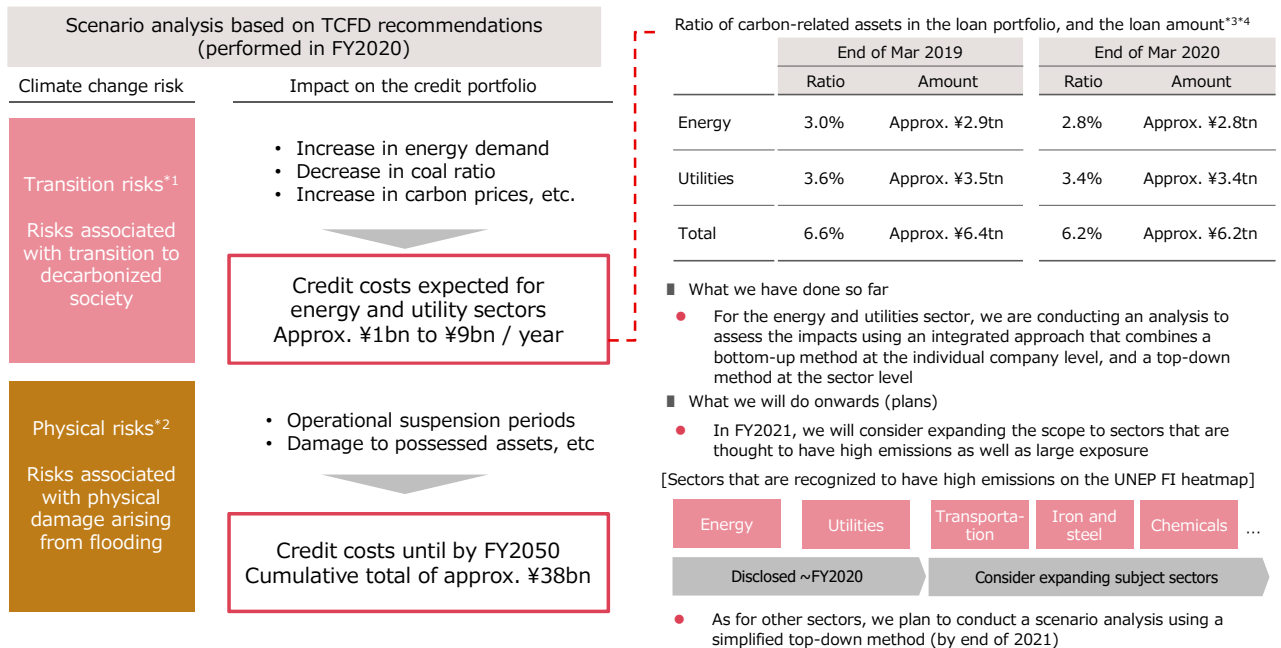 Scenario analysis based on TCFD recommendations
(performed in FY2020)
Climate change risk
Impact on the credit portfolio
Transition risks*1
Risks associated
with transition to
decarbonized
society
• Increase in energy demand
• Decrease in coal ratio
• Increase in carbon prices, etc.
Credit costs expected for
energy and utility sectors
Approx. ¥1bn to ¥9bn / year
Physical risks*2
Risks associated
with physical
damage arising
from flooding
• Operational suspension periods
• Damage to possessed assets, etc
Credit costs until by FY2050
Cumulative total of approx. ¥38bn
Ratio of carbon-related assets in the loan portfolio, and the loan amount*3*4
End of Mar 2019 End of Mar 2020
Ratio Amount Ratio Amount
Energy 3.0% Approx. ¥2.9tn 2.8% Approx. ¥2.8tn
Utilities 3.6% Approx. ¥3.5tn 3.4% Approx. ¥3.4tn
Total 6.6% Approx. ¥6.4tn 6.2% Approx. ¥6.2tn
What we have done so far
● For the energy and utilities sector, we are conducting an analysis to
assess the impacts using an integrated approach that combines a
bottom-up method at the individual company level, and a top-down
method at the sector level
What we will do onwards (plans)
● In FY2021, we will consider expanding the scope to sectors that are
thought to have high emissions as well as large exposure
[Sectors that are recognized to have high emissions on the UNEP FI heatmap]
Energy
Utilities
Transporta-
tion
Iron and
steel
Chemicals
...
Disclosed ~FY2020
Consider expanding subject sectors
● As for other sectors, we plan to conduct a scenario analysis using a
simplified top-down method (by end of 2021)